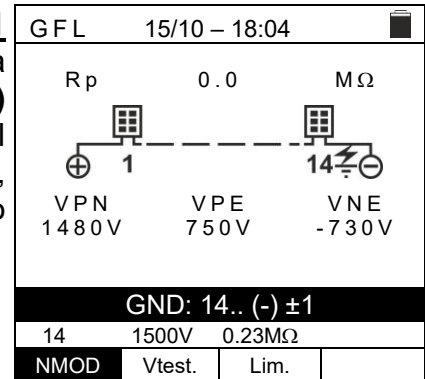 GFL 15/10 – 18:04
Rp 0.0 MΩ
1 14
VPN VPE VNE
1480V 750V -730V
GND: 14.. (-) ±1
14 1500V 0.23MΩ
NMOD Vtest. Lim.